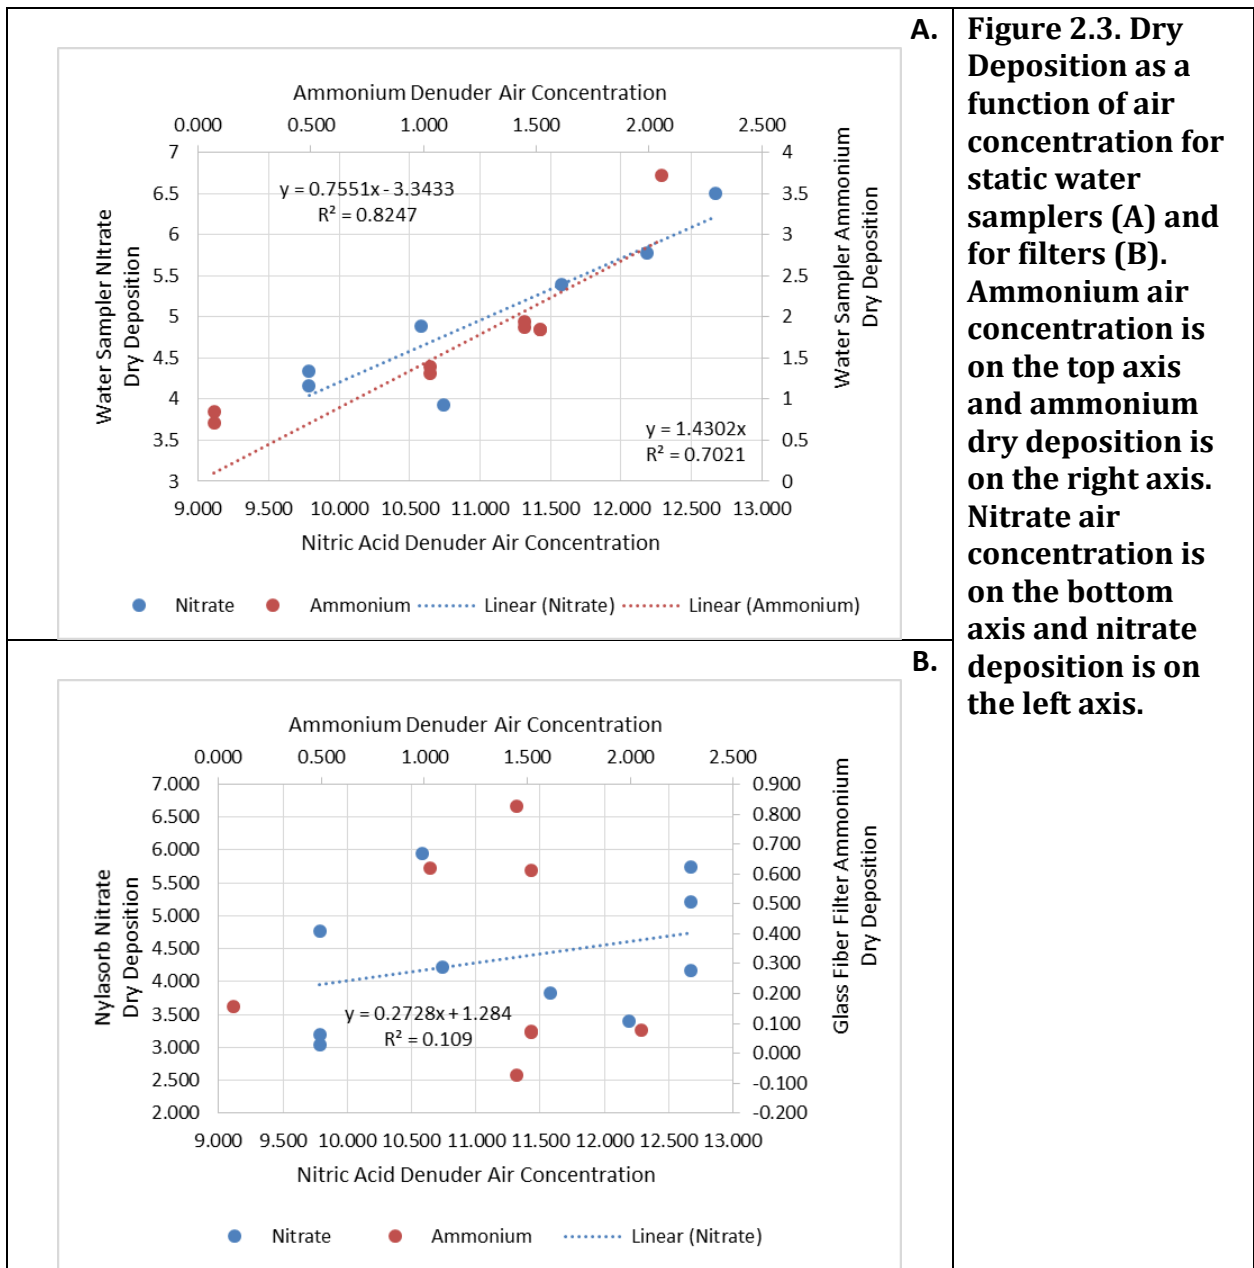 A.
Ammonium Denuder Air Concentration
0.000 0.500 1.000 1.500 2.000 2.500
7 4
6.5 3.5
6 3
5.5 2.5
5 2
4.5 1.5
4 1
3.5 0.5
3 0
Water Sampler NItrate
Dry Deposition
Water Sampler Ammonium
Dry Deposition
y = 0.7551x - 3.3433
R² = 0.8247
y = 1.4302x
R² = 0.7021
9.000 9.500 10.000 10.500 11.000 11.500 12.000 12.500 13.000
Nitric Acid Denuder Air Concentration
Nitrate Ammonium Linear (Nitrate) Linear (Ammonium)
B.
Ammonium Denuder Air Concentration
0.000 0.500 1.000 1.500 2.000 2.500
7.000 0.900
6.500 0.800
6.000 0.700
5.500 0.600
5.000 0.500
4.500 0.400
4.000 0.300
3.500 0.200
3.000 0.100
2.500 0.000
2.000 -0.100
-0.200
Nylasorb Nitrate
Dry Deposition
Glass Fiber Filter Ammonium
Dry Deposition
y = 0.2728x + 1.284
R² = 0.109
9.000 9.500 10.000 10.500 11.000 11.500 12.000 12.500 13.000
Nitric Acid Denuder Air Concentration
Nitrate Ammonium Linear (Nitrate)
Figure 2.3. Dry
Deposition as a
function of air
concentration for
static water
samplers (A) and
for filters (B).
Ammonium air
concentration is
on the top axis
and ammonium
dry deposition is
on the right axis.
Nitrate air
concentration is
on the bottom
axis and nitrate
deposition is on
the left axis.